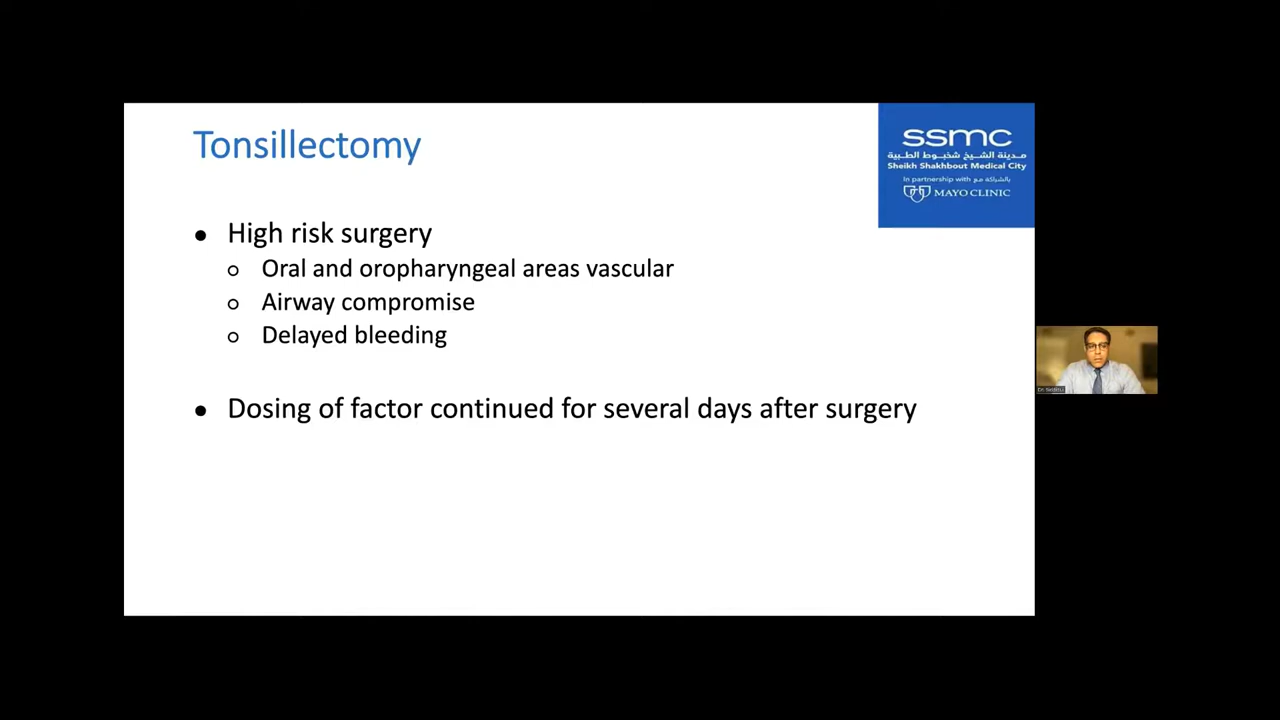 Tonsillectomy
ssmc
مدينة الشيخ شخبوط الطبية
Sheikh Shakhbout Medical City
In partnership with بالشراكة مع
MAYO CLINIC
● High risk surgery
○ Oral and oropharyngeal areas vascular
○ Airway compromise
○ Delayed bleeding
● Dosing of factor continued for several days after surgery